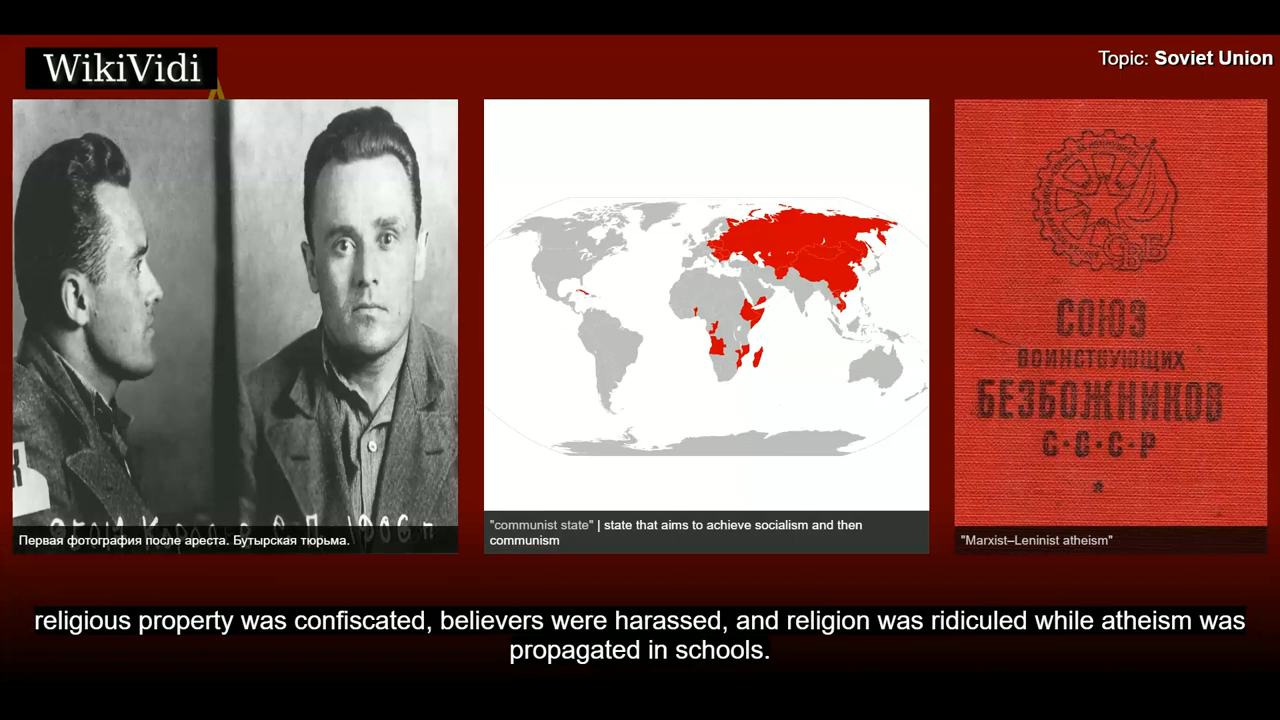 WikiVidi
Topic: Soviet Union
1906 г
Первая фотография после ареста. Бутырская тюрьма.
"communist state" | state that aims to achieve socialism and then
communism
СВБ
СОЮЗ
ВОИНСТВУЮЩИХ
БЕЗБОЖНИКОВ
С·С·С·Р
"Marxist–Leninist atheism"
religious property was confiscated, believers were harassed, and religion was ridiculed while atheism was
propagated in schools.